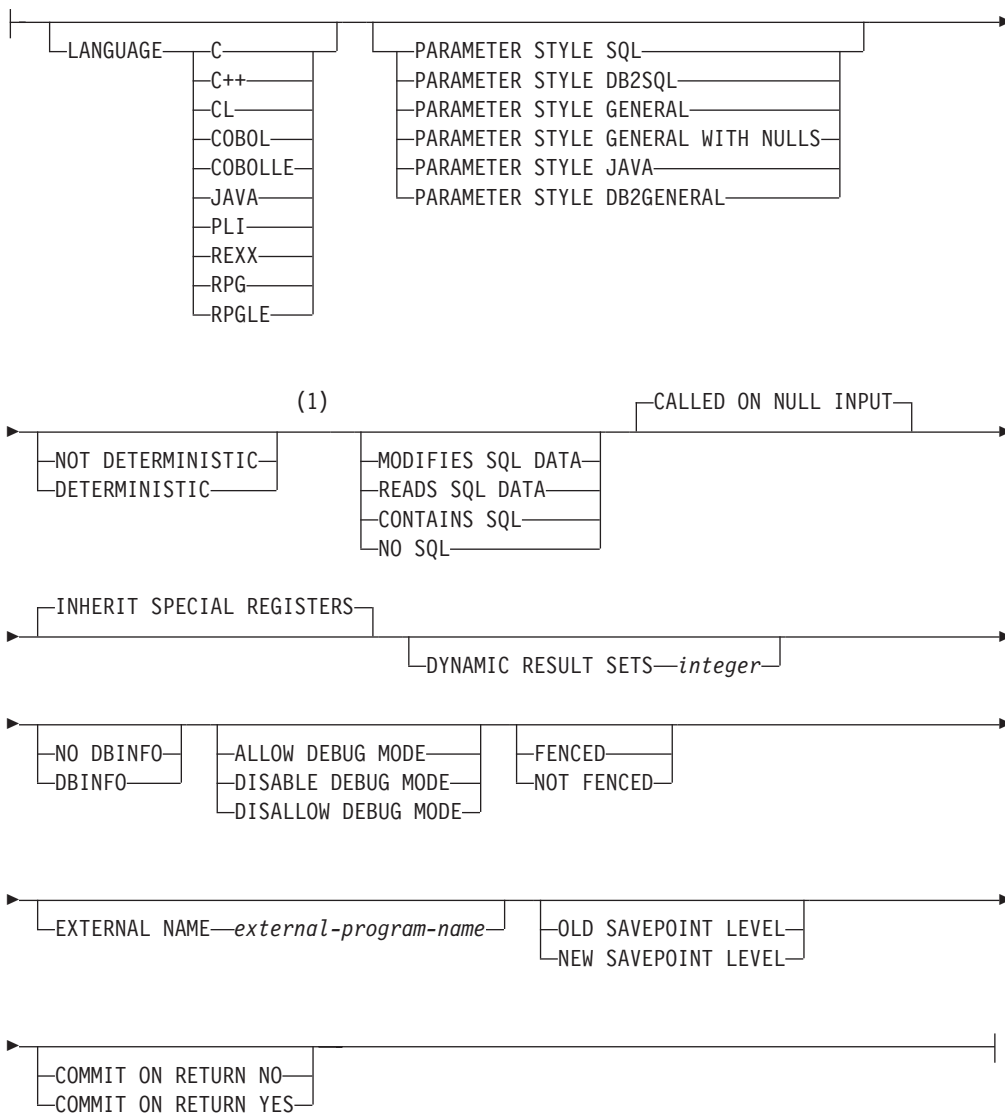 LANGUAGE C PARAMETER STYLE SQL
C++ PARAMETER STYLE DB2SQL
CL PARAMETER STYLE GENERAL
COBOL PARAMETER STYLE GENERAL WITH NULLS
COBOLLE PARAMETER STYLE JAVA
JAVA PARAMETER STYLE DB2GENERAL
PLI
REXX
RPG
RPGLE
(1) CALLED ON NULL INPUT
NOT DETERMINISTIC MODIFIES SQL DATA
DETERMINISTIC READS SQL DATA
CONTAINS SQL
NO SQL
INHERIT SPECIAL REGISTERS
DYNAMIC RESULT SETS integer
NO DBINFO ALLOW DEBUG MODE FENCED
DBINFO DISABLE DEBUG MODE NOT FENCED
DISALLOW DEBUG MODE
EXTERNAL NAME external-program-name OLD SAVEPOINT LEVEL
NEW SAVEPOINT LEVEL
COMMIT ON RETURN NO
COMMIT ON RETURN YES